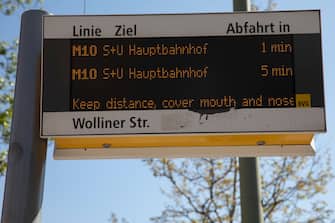 Linie Ziel Abfahrt in
M10 S+U Hauptbahnhof 1 min
M10 S+U Hauptbahnhof 5 min
Keep distance, cover mouth and nose
BVG
Wolliner Str.